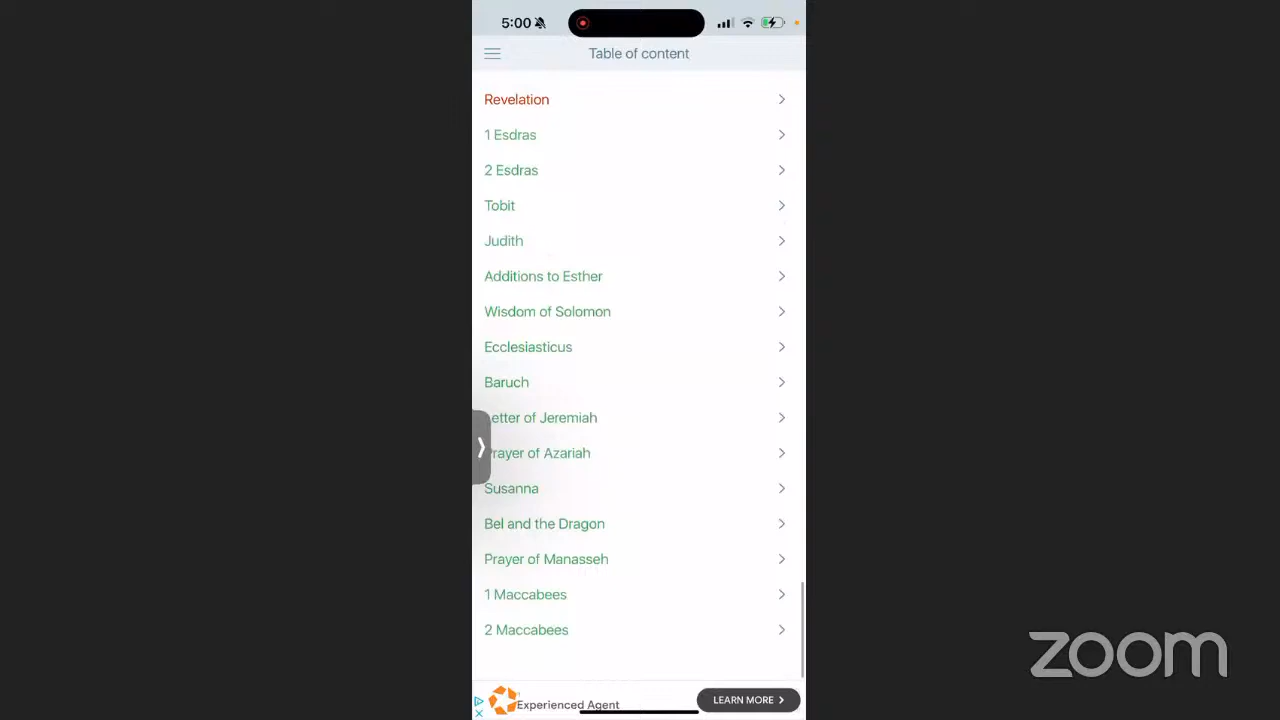 5:00
Table of content
Revelation
1 Esdras
2 Esdras
Tobit
Judith
Additions to Esther
Wisdom of Solomon
Ecclesiasticus
Baruch
etter of Jeremiah
rayer of Azariah
Susanna
Bel and the Dragon
Prayer of Manasseh
1 Maccabees
2 Maccabees
Experienced Agent
LEARN MORE
zoom